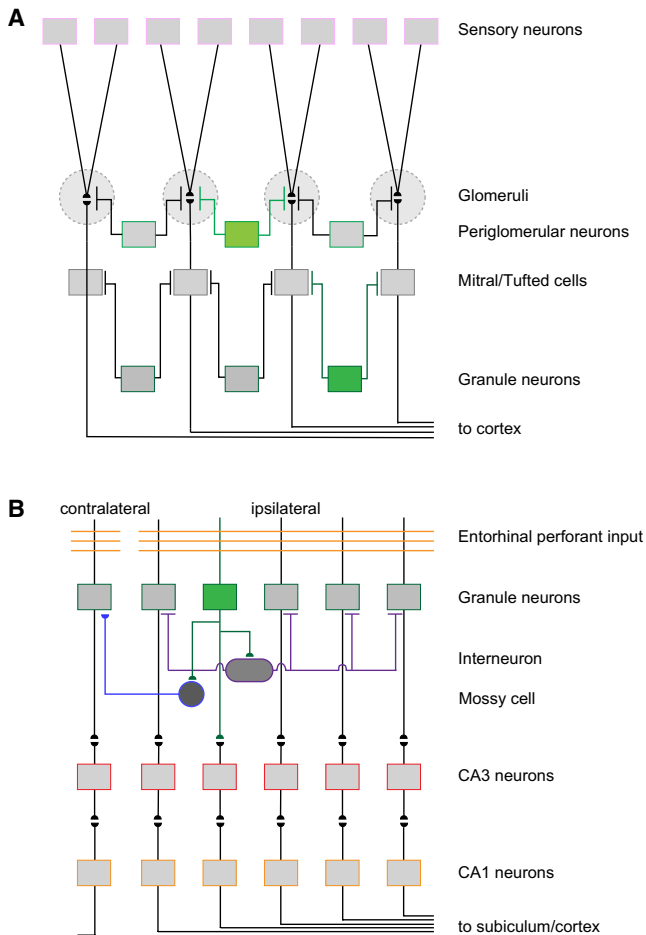 A
Sensory neurons
Glomeruli
Periglomerular neurons
Mitral/Tufted cells
Granule neurons
to cortex
B
contralateral
ipsilateral
Entorhinal perforant input
Granule neurons
Interneuron
Mossy cell
CA3 neurons
CA1 neurons
to subiculum/cortex